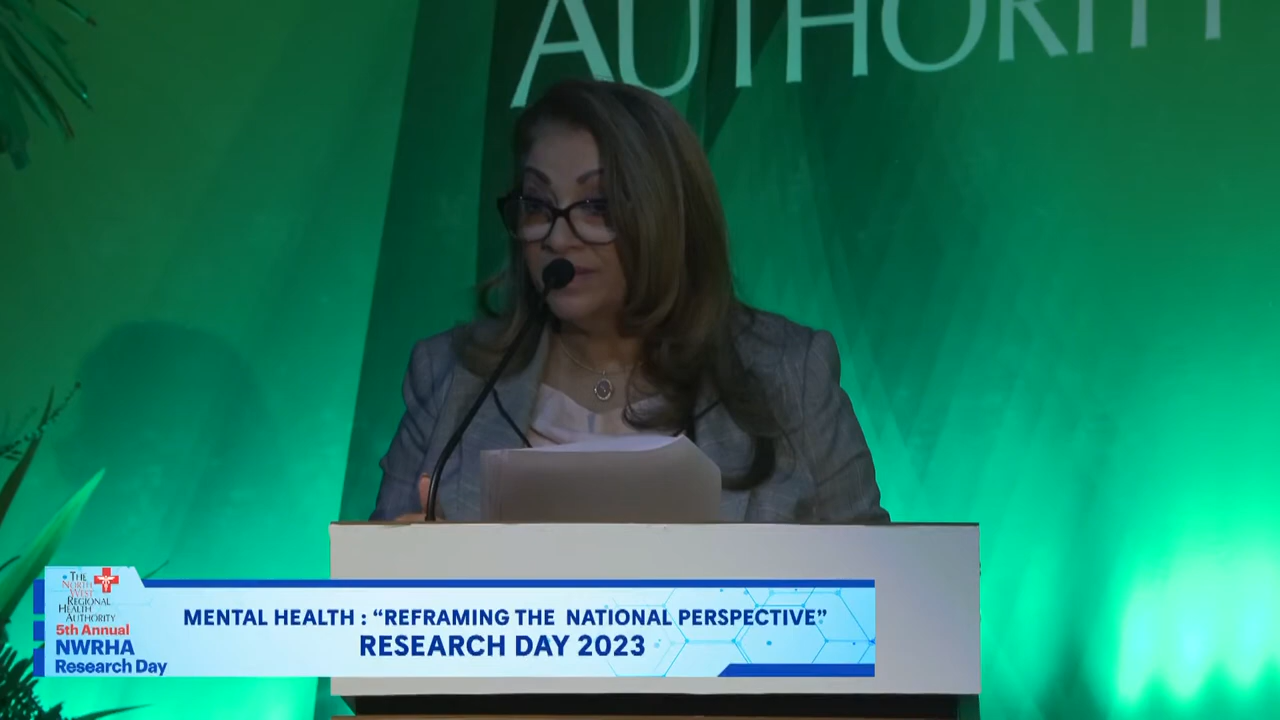 AUTHORITY
MENTAL HEALTH : “REFRAMING THE NATIONAL PERSPECTIVE”
RESEARCH DAY 2023
THE
NORTH
WEST
REGIONAL
HEALTH
AUTHORITY
5th Annual
NWRHA
Research Day